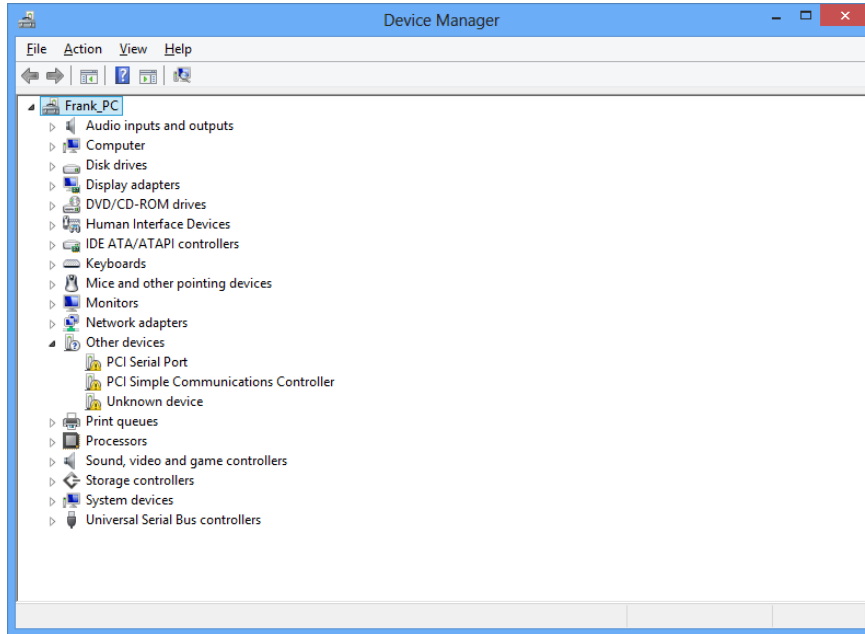 Device Manager
File Action View Help
Frank_PC
Audio inputs and outputs
Computer
Disk drives
Display adapters
DVD/CD-ROM drives
Human Interface Devices
IDE ATA/ATAPI controllers
Keyboards
Mice and other pointing devices
Monitors
Network adapters
Other devices
PCI Serial Port
PCI Simple Communications Controller
Unknown device
Print queues
Processors
Sound, video and game controllers
Storage controllers
System devices
Universal Serial Bus controllers